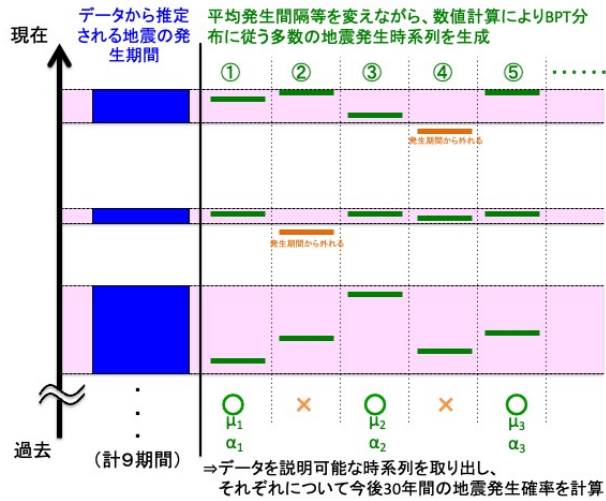 データから推定
される地震の発
生期間
平均発生間隔等を変えながら、数値計算によりBPT分
布に従う多数の地震発生時系列を生成
現在
① ② ③ ④ ⑤ ・・・・・・
発生期間から外れる
発生期間から外れる
○ × ○ × ○
μ1 μ2 μ3
α1 α2 α3
過去
(計９期間)
⇒データを説明可能な時系列を取り出し、
それぞれについて今後30年間の地震発生確率を計算